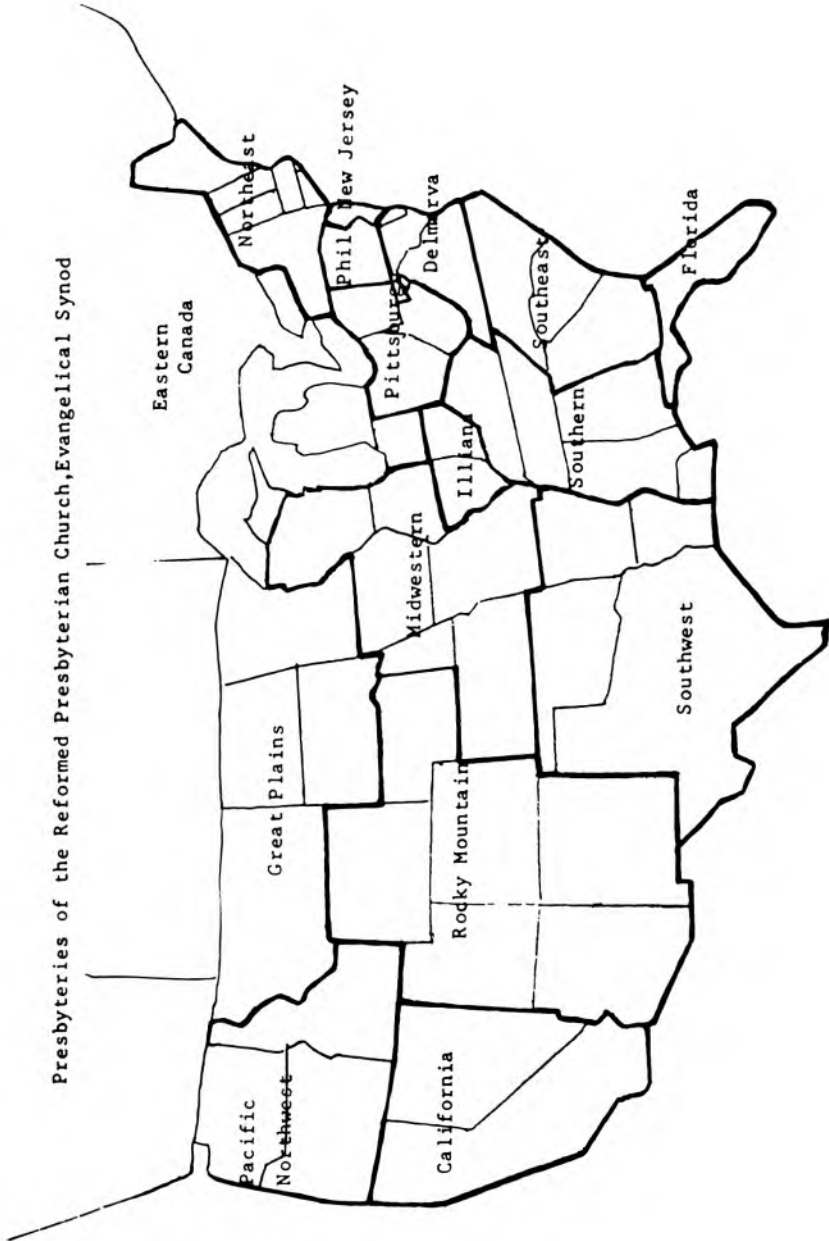 Presbyteries of the Reformed Presbyterian Church,Evangelical Synod
Eastern
Canada
Northeast
Pacific
Northwest
Great Plains
Phil
New Jersey
Pittsburgh
Delmarva
Midwestern
Illiana
California
Rocky Mountain
Southeast
Southern
Southwest
Florida